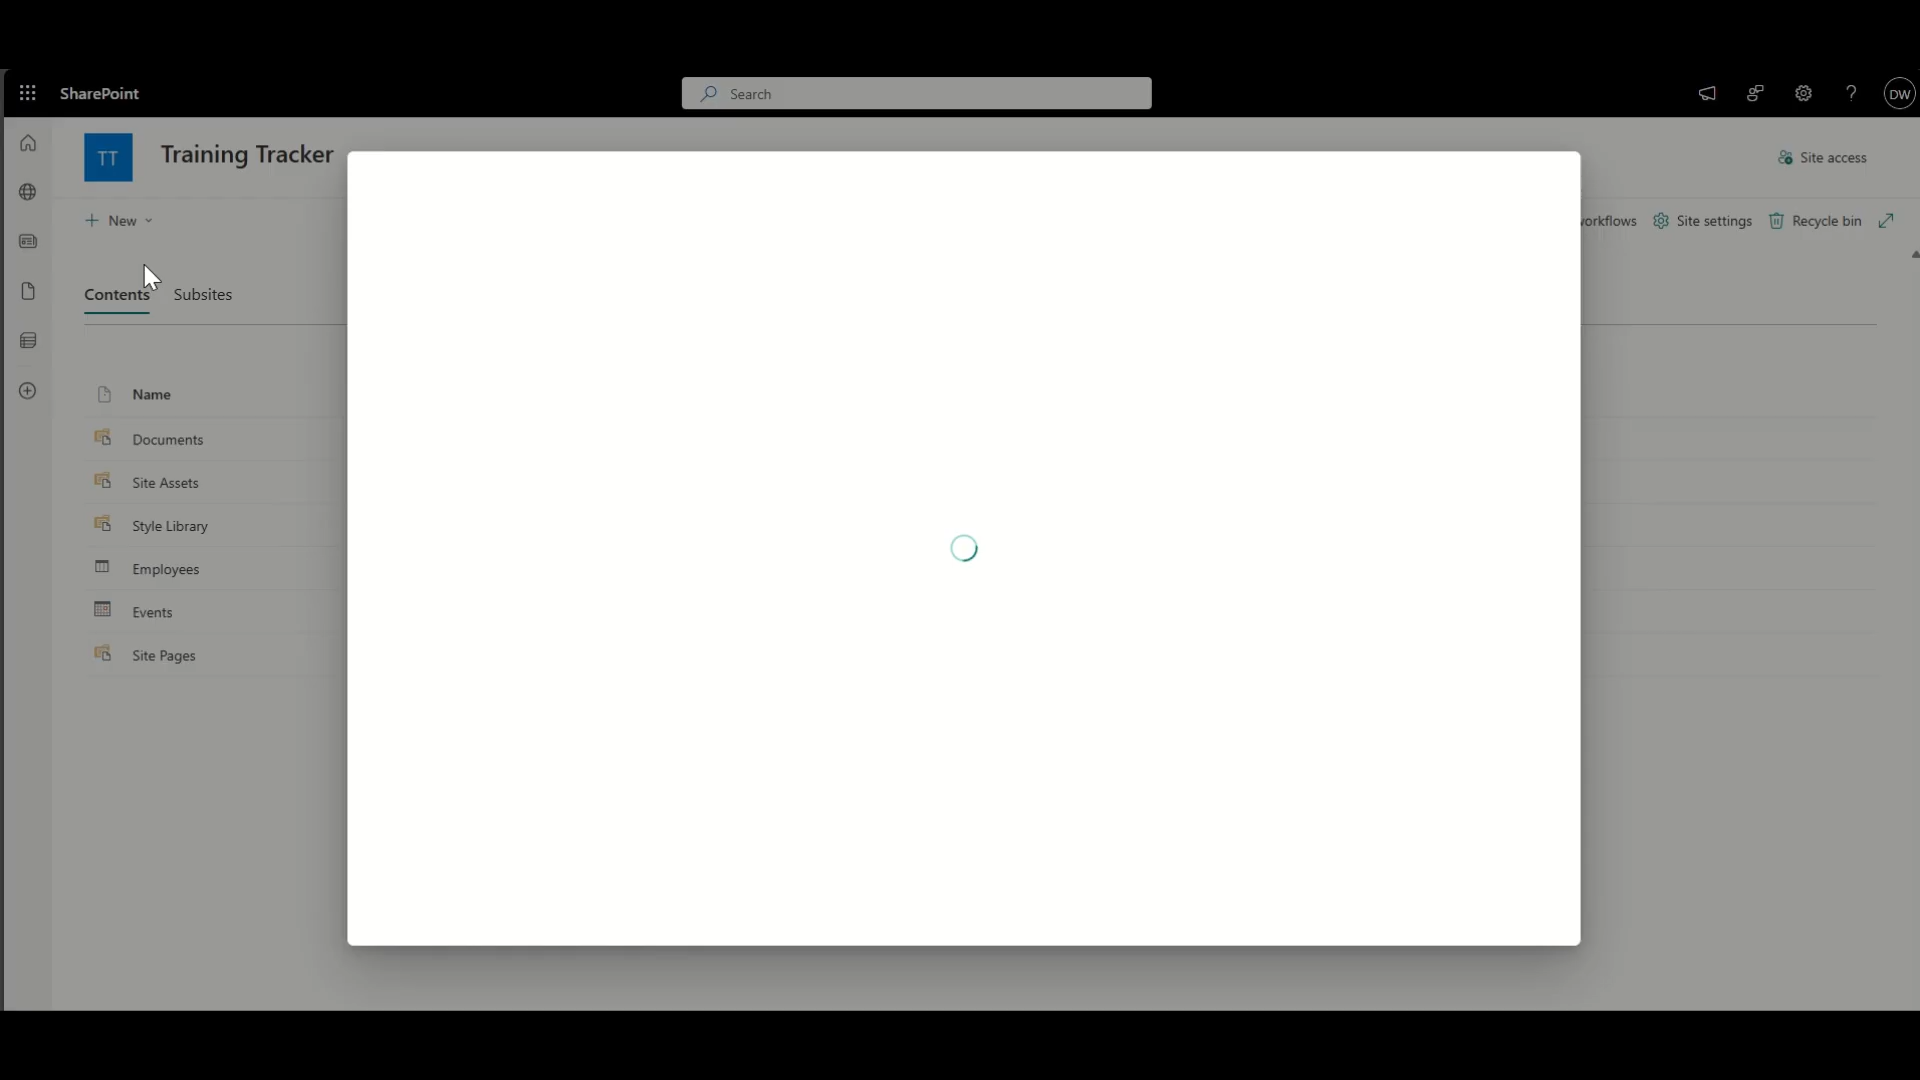 SharePoint
Search
DW
TT
Training Tracker
Site access
New
workflows
Site settings
Recycle bin
Contents
Subsites
Name
Documents
Site Assets
Style Library
Employees
Events
Site Pages